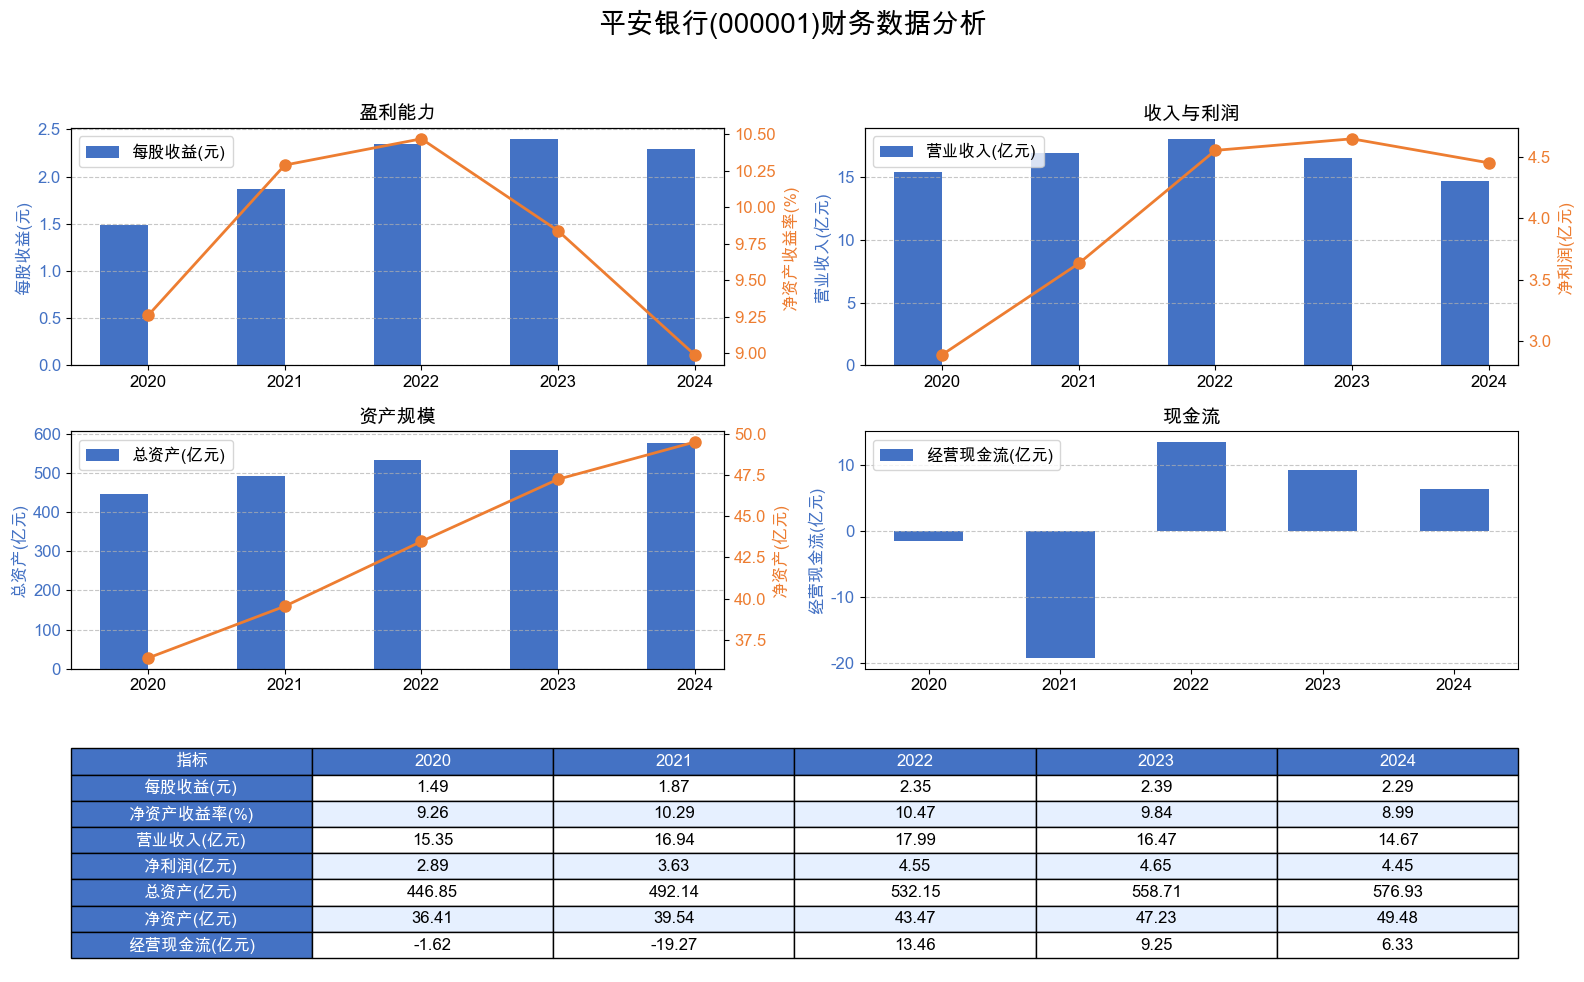 平安银行(000001)财务数据分析
盈利能力
每股收益(元)
每股收益(元)
净资产收益率(%)
2.5
2.0
1.5
1.0
0.5
0.0
10.50
10.25
10.00
9.75
9.50
9.25
9.00
2020 2021 2022 2023 2024
收入与利润
营业收入(亿元)
营业收入(亿元)
净利润(亿元)
15
10
5
0
4.5
4.0
3.5
3.0
2020 2021 2022 2023 2024
资产规模
总资产(亿元)
总资产(亿元)
净资产(亿元)
600
500
400
300
200
100
0
50.0
47.5
45.0
42.5
40.0
37.5
2020 2021 2022 2023 2024
现金流
经营现金流(亿元)
经营现金流(亿元)
10
0
-10
-20
2020 2021 2022 2023 2024
指标 2020 2021 2022 2023 2024
每股收益(元) 1.49 1.87 2.35 2.39 2.29
净资产收益率(%) 9.26 10.29 10.47 9.84 8.99
营业收入(亿元) 15.35 16.94 17.99 16.47 14.67
净利润(亿元) 2.89 3.63 4.55 4.65 4.45
总资产(亿元) 446.85 492.14 532.15 558.71 576.93
净资产(亿元) 36.41 39.54 43.47 47.23 49.48
经营现金流(亿元) -1.62 -19.27 13.46 9.25 6.33